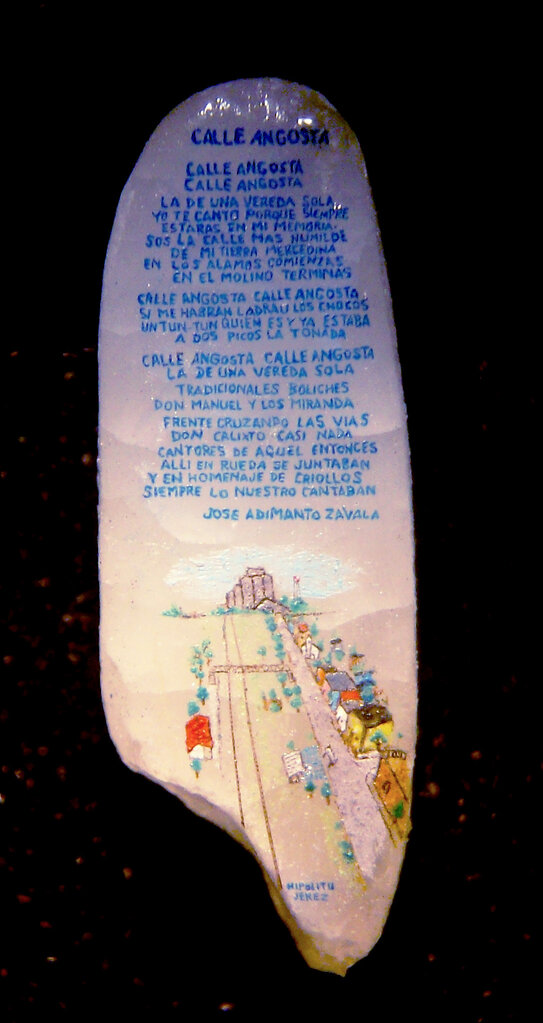 CALLE ANGOSTA
CALLE ANGOSTA
CALLE ANGOSTA
LA DE UNA VEREDA SOLA
YO TE CANTO PORQUE SIEMPRE
ESTARAS EN MI MEMORIA.
SOS LA CALLE MAS HUMILDE
DE MI TIERRA MERCEDINA
EN LOS ALAMOS COMIENZAS
EN EL MOLINO TERMINAS
CALLE ANGOSTA CALLE ANGOSTA
SI ME HABRAN LADRAU LOS CHOCOS
UN TUN TUN QUIEN ES Y YA ESTABA
A DOS PICOS LA TONADA
CALLE ANGOSTA CALLE ANGOSTA
LA DE UNA VEREDA SOLA
TRADICIONALES BOLICHES
DON MANUEL Y LOS MIRANDA
FRENTE CRUZANDO LAS VIAS
DON CALIXTO CASI NADA
CANTORES DE AQUEL ENTONCES
ALLI EN RUEDA SE JUNTABAN
Y EN HOMENAJE DE CRIOLLOS
SIEMPRE LO NUESTRO CANTABAN
JOSE ADIMANTO ZAVALA
HIPOLITO
JEREZ